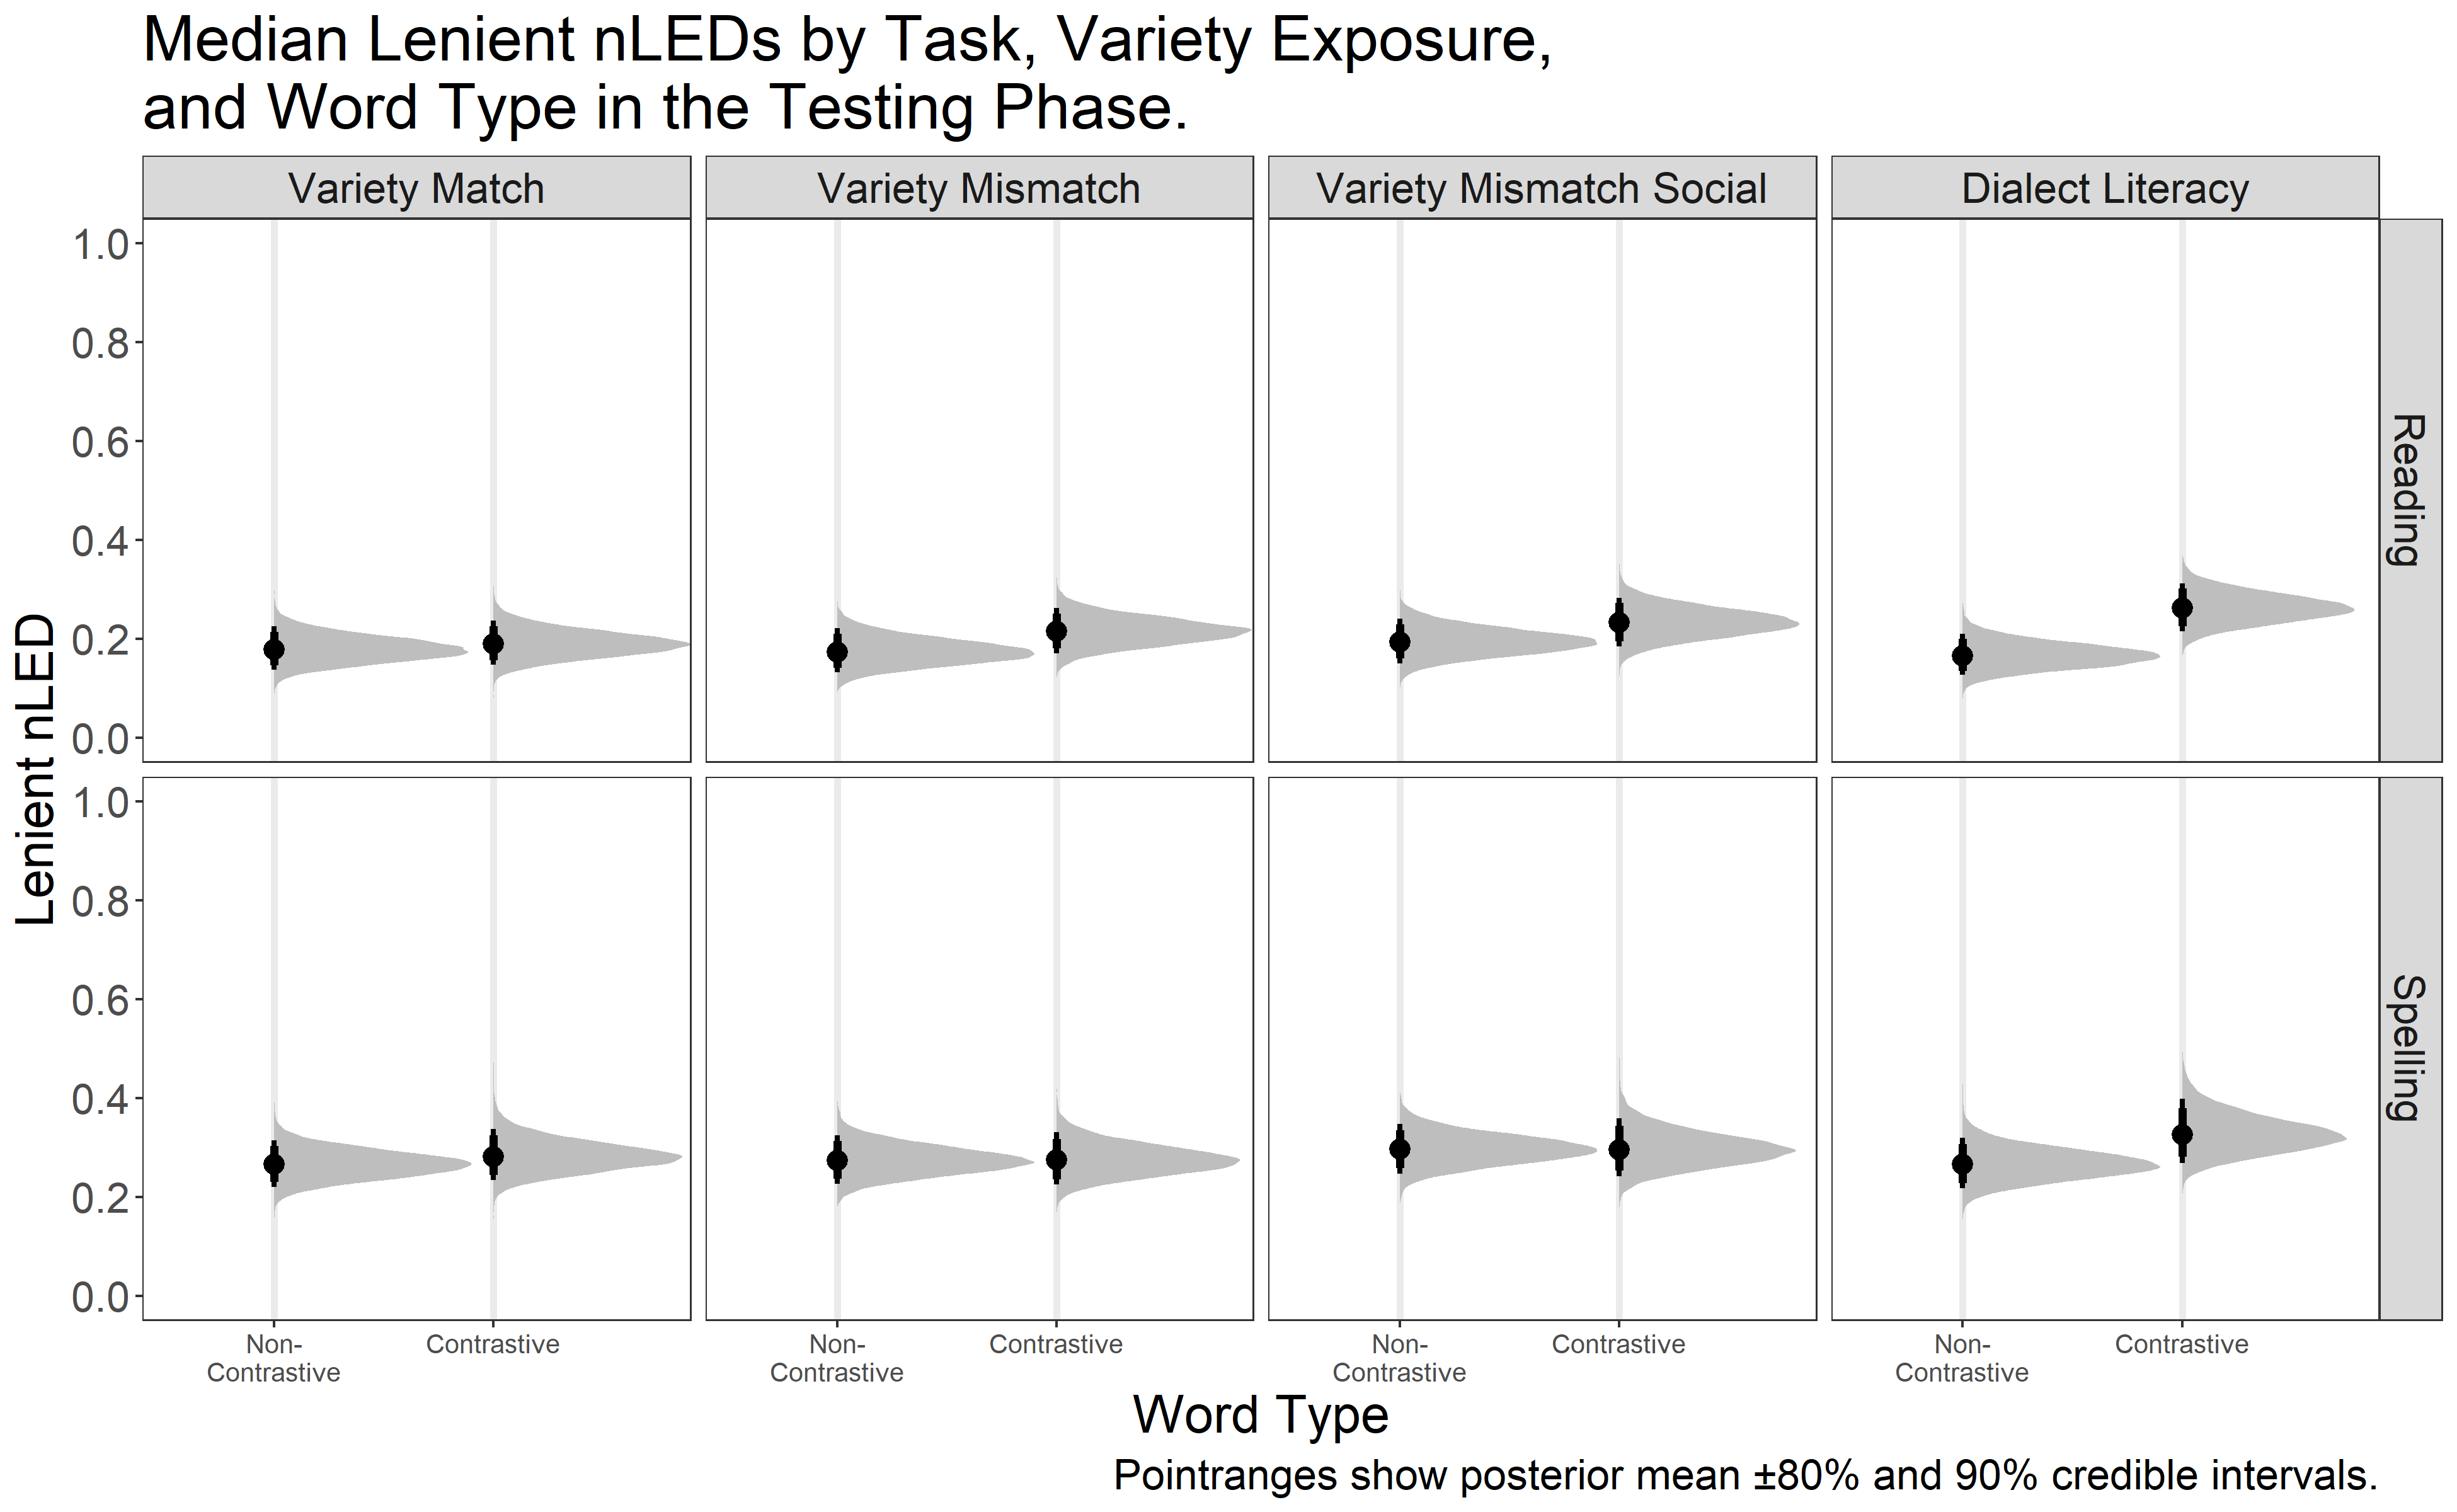 Median Lenient nLEDs by Task, Variety Exposure,
and Word Type in the Testing Phase.
Variety Match
Variety Mismatch
Variety Mismatch Social
Dialect Literacy
Lenient nLED
1.0
0.8
0.6
0.4
0.2
0.0
Reading
1.0
0.8
0.6
0.4
0.2
0.0
Spelling
Non-
Contrastive
Contrastive
Non-
Contrastive
Contrastive
Non-
Contrastive
Contrastive
Non-
Contrastive
Contrastive
Word Type
Pointranges show posterior mean ±80% and 90% credible intervals.